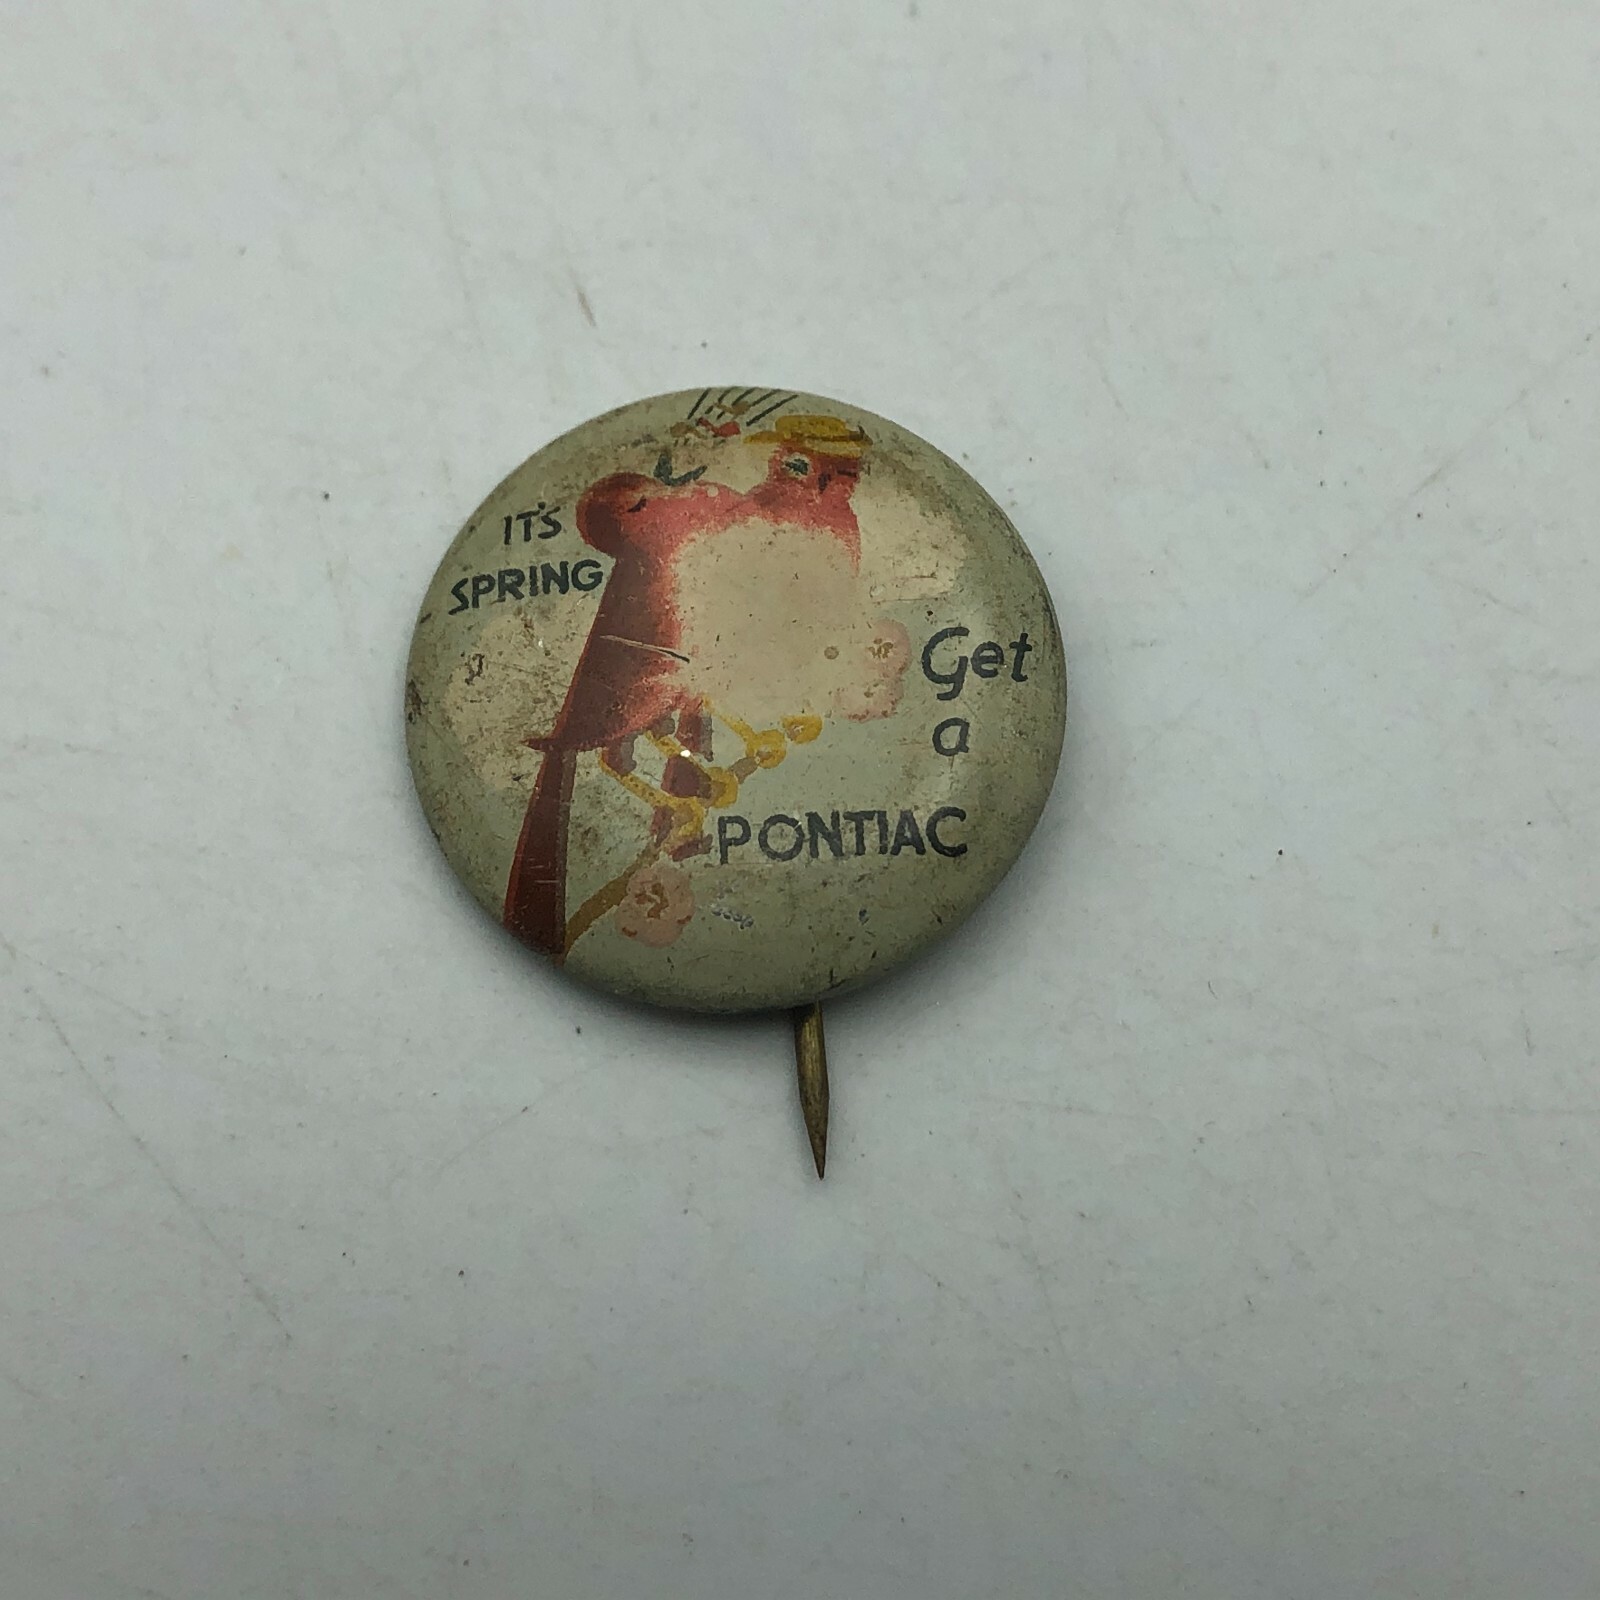 IT'S
SPRING
Get
a
PONTIAC